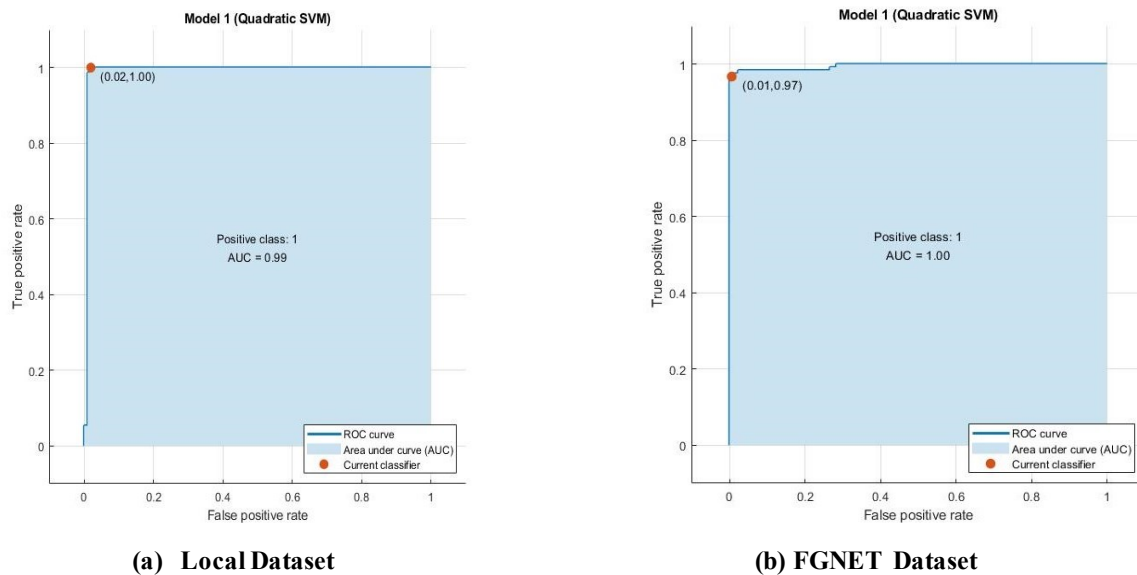 Model 1 (Quadratic SVM)
1
0.8
0.6
0.4
0.2
0
True positive rate
(0.02,1.00)
Positive class: 1
AUC = 0.99
ROC curve
Area under curve (AUC)
Current classifier
0
0.2
0.4
0.6
0.8
1
False positive rate
(a) Local Dataset
Model 1 (Quadratic SVM)
1
0.8
0.6
0.4
0.2
0
True positive rate
(0.01,0.97)
Positive class: 1
AUC = 1.00
ROC curve
Area under curve (AUC)
Current classifier
0
0.2
0.4
0.6
0.8
1
False positive rate
(b) FGNET Dataset